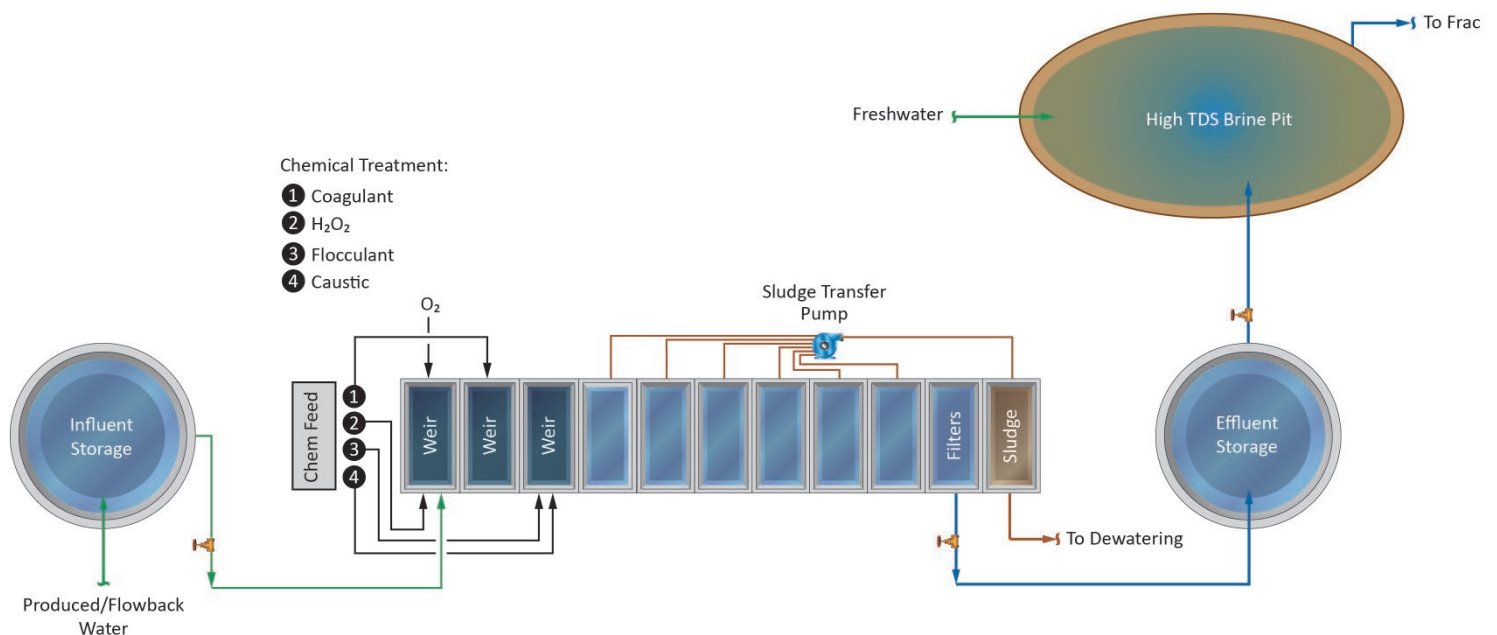 To Frac
Freshwater
High TDS Brine Pit
Chemical Treatment:
1 Coagulant
2 H₂O₂
3 Flocculant
4 Caustic
O₂
Sludge Transfer
Pump
Influent
Storage
Chem Feed
1
2
3
4
Weir
Weir
Weir
Filters
Sludge
Effluent
Storage
To Dewatering
Produced/Flowback
Water